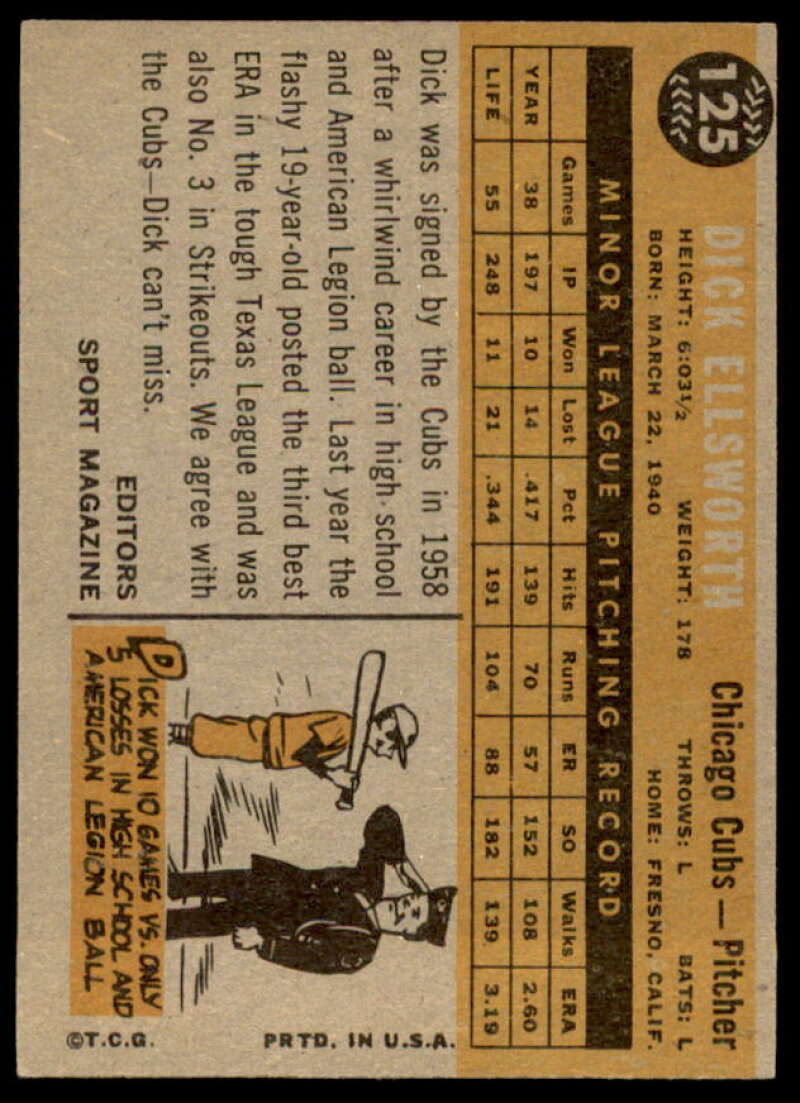 125
DICK ELLSWORTH Chicago Cubs — Pitcher
HEIGHT: 6:03½ WEIGHT: 178 THROWS: L BATS: L
BORN: MARCH 22, 1940 HOME: FRESNO, CALIF.
MINOR LEAGUE PITCHING RECORD
Games IP Won Lost Pct Hits Runs ER SO Walks ERA
YEAR 38 197 10 14 .417 139 70 57 152 108 2.60
LIFE 55 248 11 21 .344 191 104 88 182 139 3.19
Dick was signed by the Cubs in 1958
after a whirlwind career in high school
and American Legion ball. Last year the
flashy 19-year-old posted the third best
ERA in the tough Texas League and was
also No. 3 in Strikeouts. We agree with
the Cubs—Dick can't miss.
EDITORS
SPORT MAGAZINE
DICK WON 10 GAMES VS. ONLY
5 LOSSES IN HIGH SCHOOL AND
AMERICAN LEGION BALL
©T.C.G. PRTD. IN U.S.A.